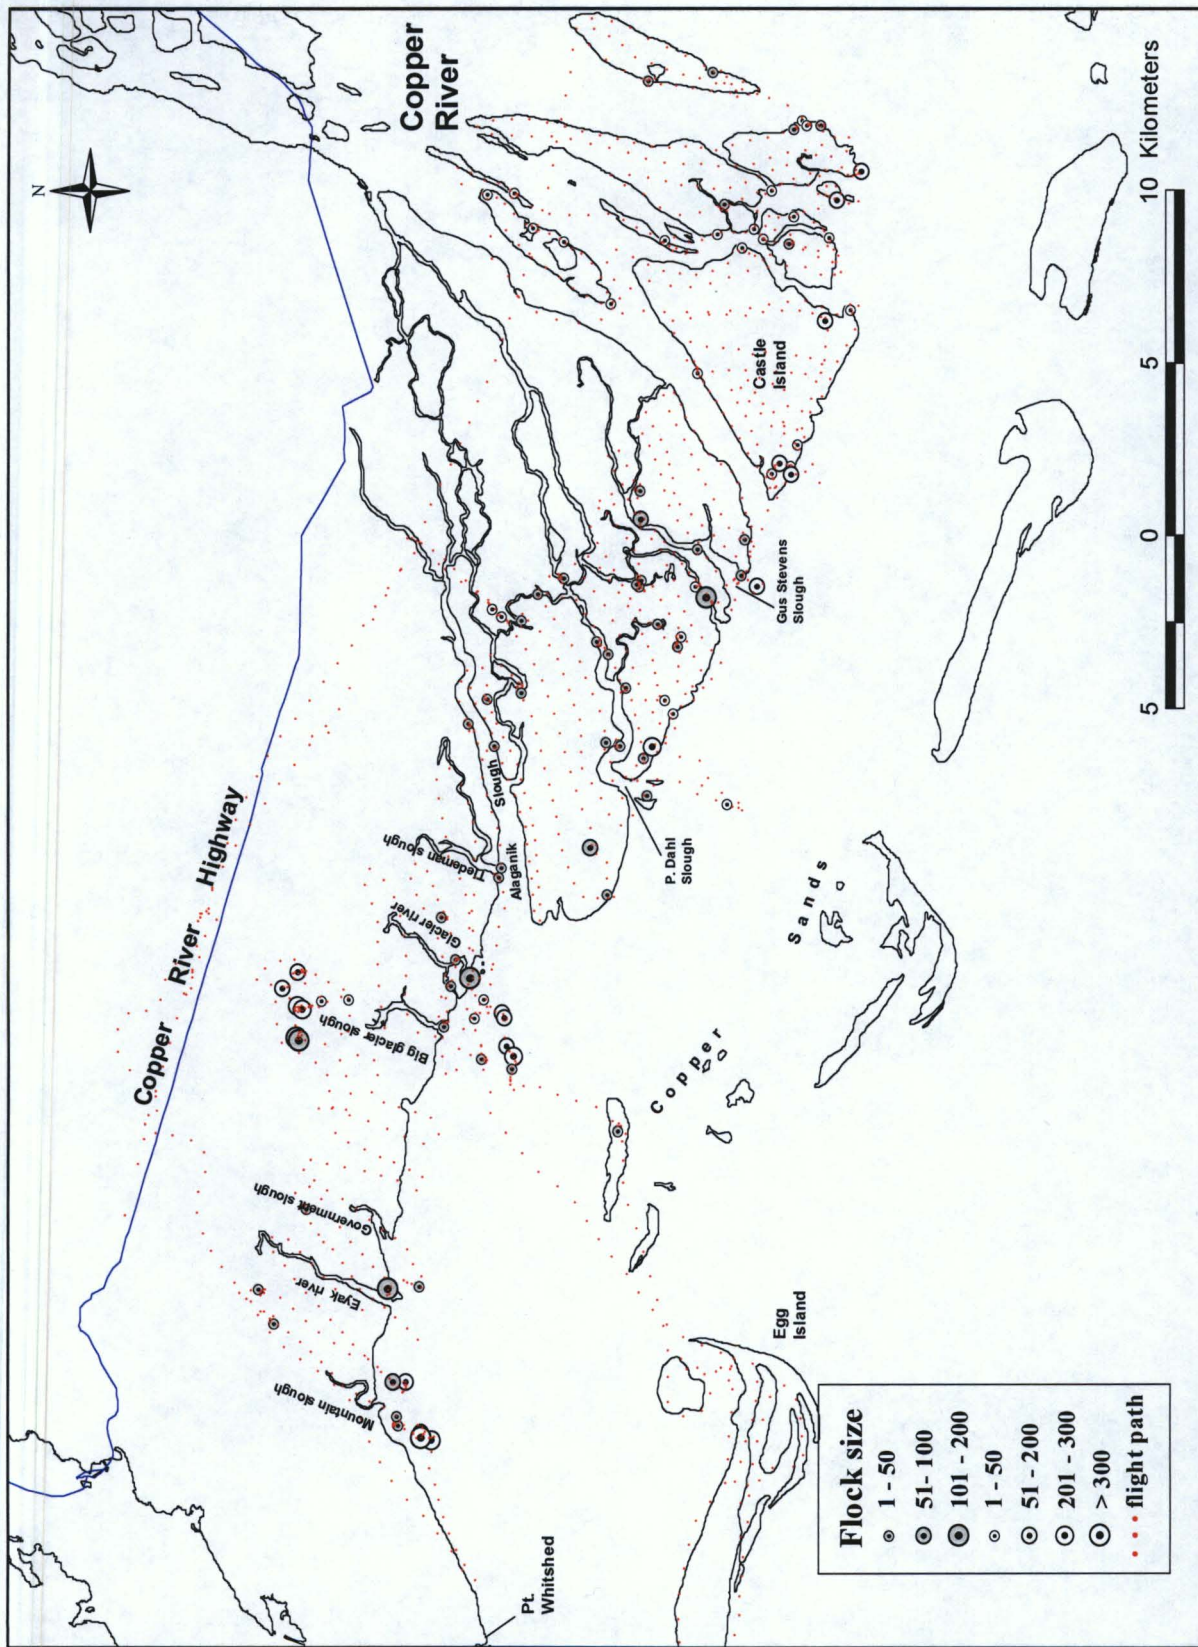 N
Copper
River
Copper River Highway
Tiedeman slough
Glacier river
Big glacier slough
Government slough
Eyak river
Mountain slough
Alaganik Slough
P. Dahl
Slough
Gus Stevens
Slough
Castle
Island
Copper Sands
Egg
Island
Pt.
Whitshed
Flock size
1 - 50
51- 100
101 - 200
1 - 50
51 - 200
201 - 300
> 300
flight path
5 0 5 10 Kilometers